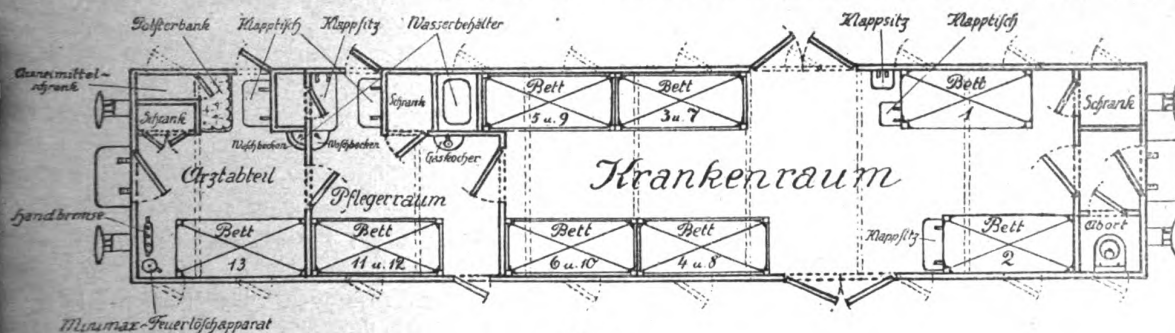 Polsterbank Klapptisch Klappsitz Wasserbehälter Klappsitz Klapptisch
Arzneimittel-
schrank
Schrank
Schrank
Bett
5 u. 9
Bett
3 u. 7
Bett
1
Schrank
Waschbecken Waschbecken
Gaskocher
Arztabteil
Pflegerraum
Krankenraum
Handbremse
Bett
13
Bett
11 u. 12
Bett
6 u. 10
Bett
4 u. 8
Klappsitz
Bett
2
Abort
Minimax-Feuerlöschapparat